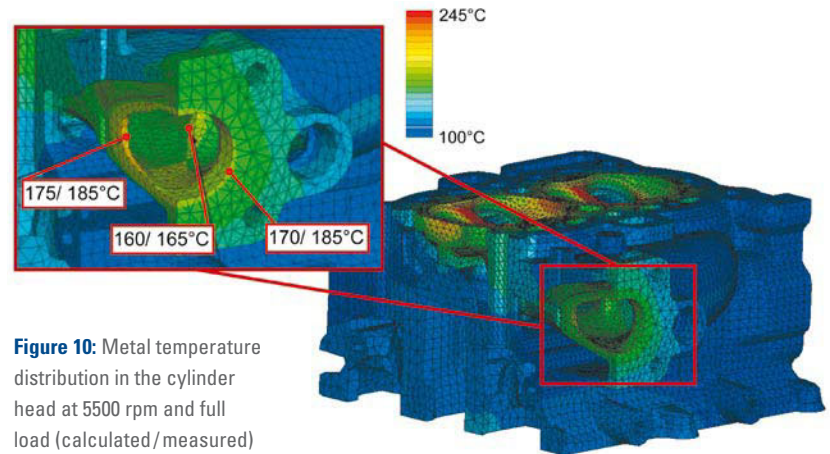 245°C
100°C
175/ 185°C
160/ 165°C
170/ 185°C
Figure 10: Metal temperature
distribution in the cylinder
head at 5500 rpm and full
load (calculated/measured)